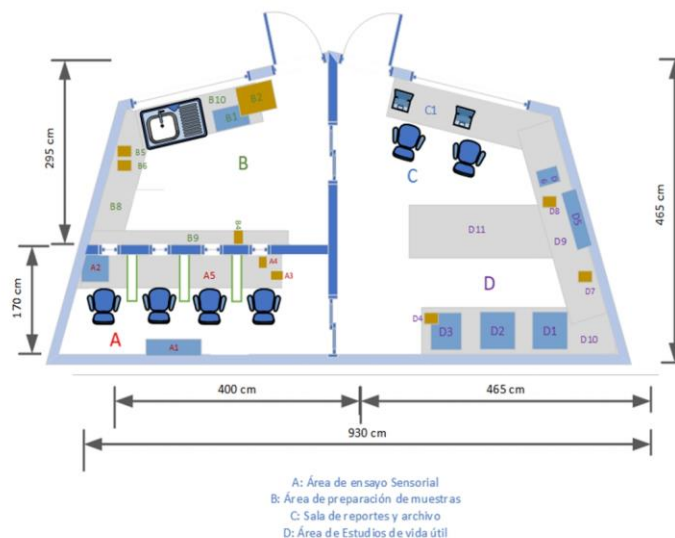 B10
B2
B1
C1
B5
B6
B
C
B8
D8
D5
D11
D9
B9
B4
A2
A5
A4
A3
D
D7
D4
D3
D2
D1
D10
A
A1
295 cm
170 cm
465 cm
400 cm
465 cm
930 cm
A: Área de ensayo Sensorial
B: Área de preparación de muestras
C: Sala de reportes y archivo
D: Área de Estudios de vida útil